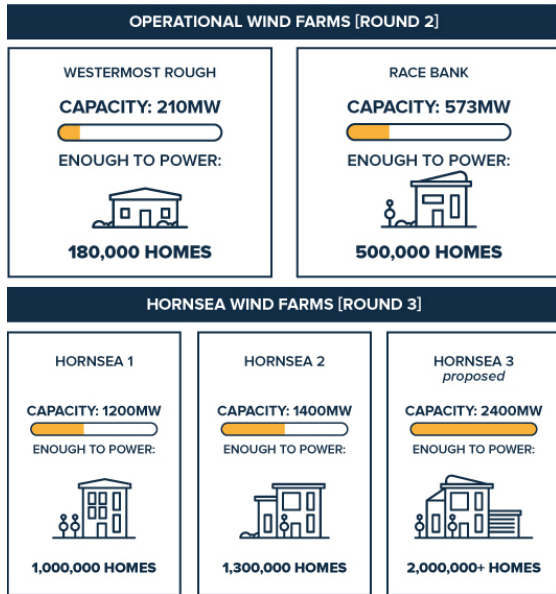 OPERATIONAL WIND FARMS [ROUND 2]
WESTERMOST ROUGH
CAPACITY: 210MW
ENOUGH TO POWER:
180,000 HOMES
RACE BANK
CAPACITY: 573MW
ENOUGH TO POWER:
500,000 HOMES
HORNSEA WIND FARMS [ROUND 3]
HORNSEA 1
CAPACITY: 1200MW
ENOUGH TO POWER:
1,000,000 HOMES
HORNSEA 2
CAPACITY: 1400MW
ENOUGH TO POWER:
1,300,000 HOMES
HORNSEA 3
proposed
CAPACITY: 2400MW
ENOUGH TO POWER:
2,000,000+ HOMES